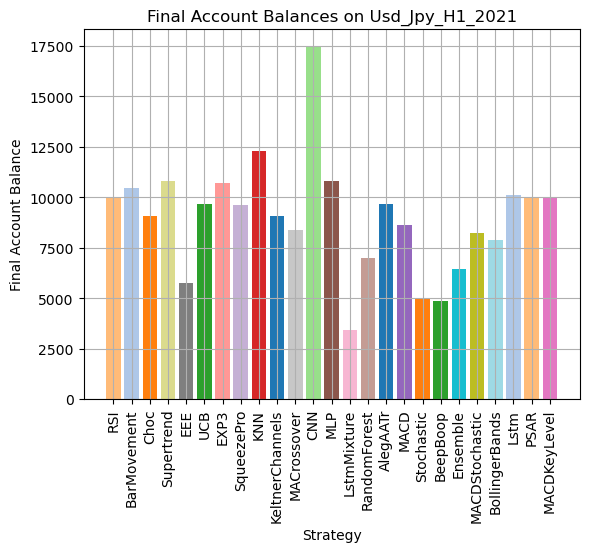 Final Account Balances on Usd_Jpy_H1_2021
Final Account Balance
17500
15000
12500
10000
7500
5000
2500
0
RSI
BarMovement
Choc
Supertrend
EEE
UCB
EXP3
SqueezePro
KNN
KeltnerChannels
MACrossover
CNN
MLP
LstmMixture
RandomForest
AlegAATr
MACD
Stochastic
BeepBoop
Ensemble
MACDStochastic
BollingerBands
Lstm
PSAR
MACDKeyLevel
Strategy